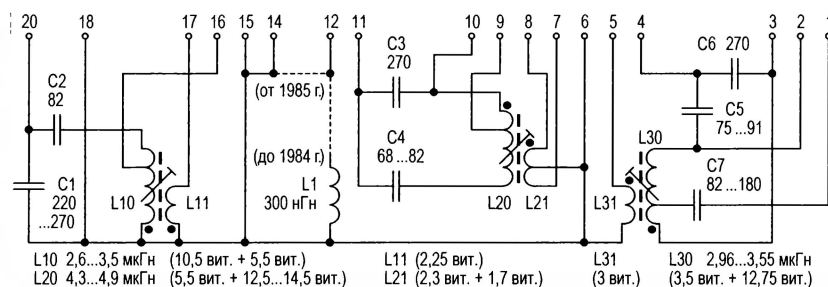 20 18 17 16 15 14 12 11 10 9 8 7 6 5 4 3 2 1
C2
82
C1
220
...270
L10
L11
(от 1985 г.)
(до 1984 г.)
L1
300 нГн
C3
270
C4
68 ...82
L20
L21
C6
270
C5
75 ...91
L30
C7
82 ...180
L31
L10 2,6...3,5 мкГн (10,5 вит. + 5,5 вит.) L11 (2,25 вит.) L31 L30 2,96...3,55 мкГн
L20 4,3...4,9 мкГн (5,5 вит. + 12,5...14,5 вит.) L21 (2,3 вит. + 1,7 вит.) (3 вит.) (3,5 вит. + 12,75 вит.)